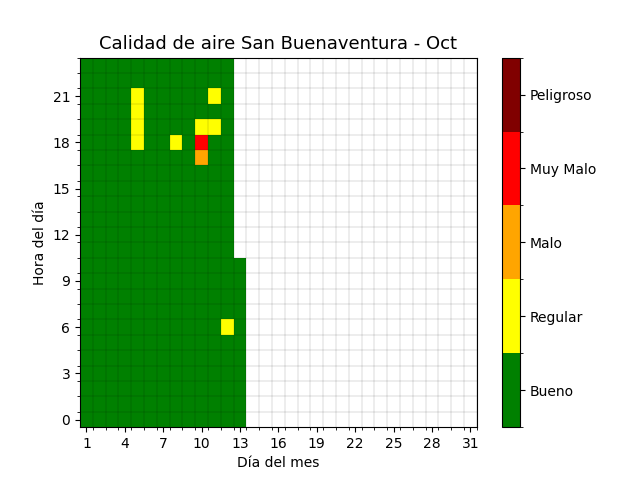 Calidad de aire San Buenaventura - Oct
Hora del día
21
18
15
12
9
6
3
0
1 4 7 10 13 16 19 22 25 28 31
Día del mes
Peligroso
Muy Malo
Malo
Regular
Bueno